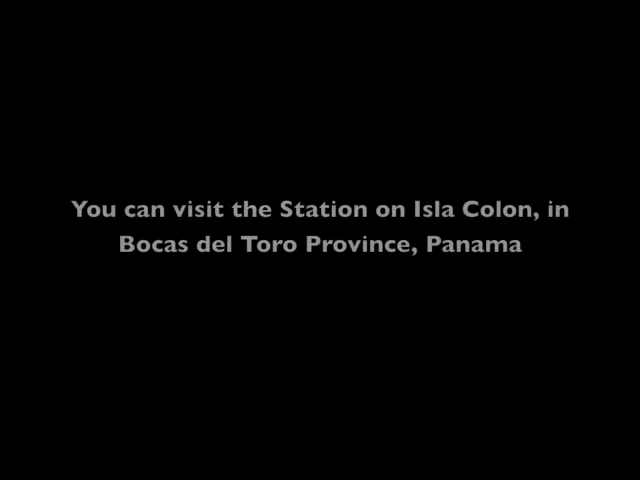 You can visit the Station on Isla Colon, in
Bocas del Toro Province, Panama